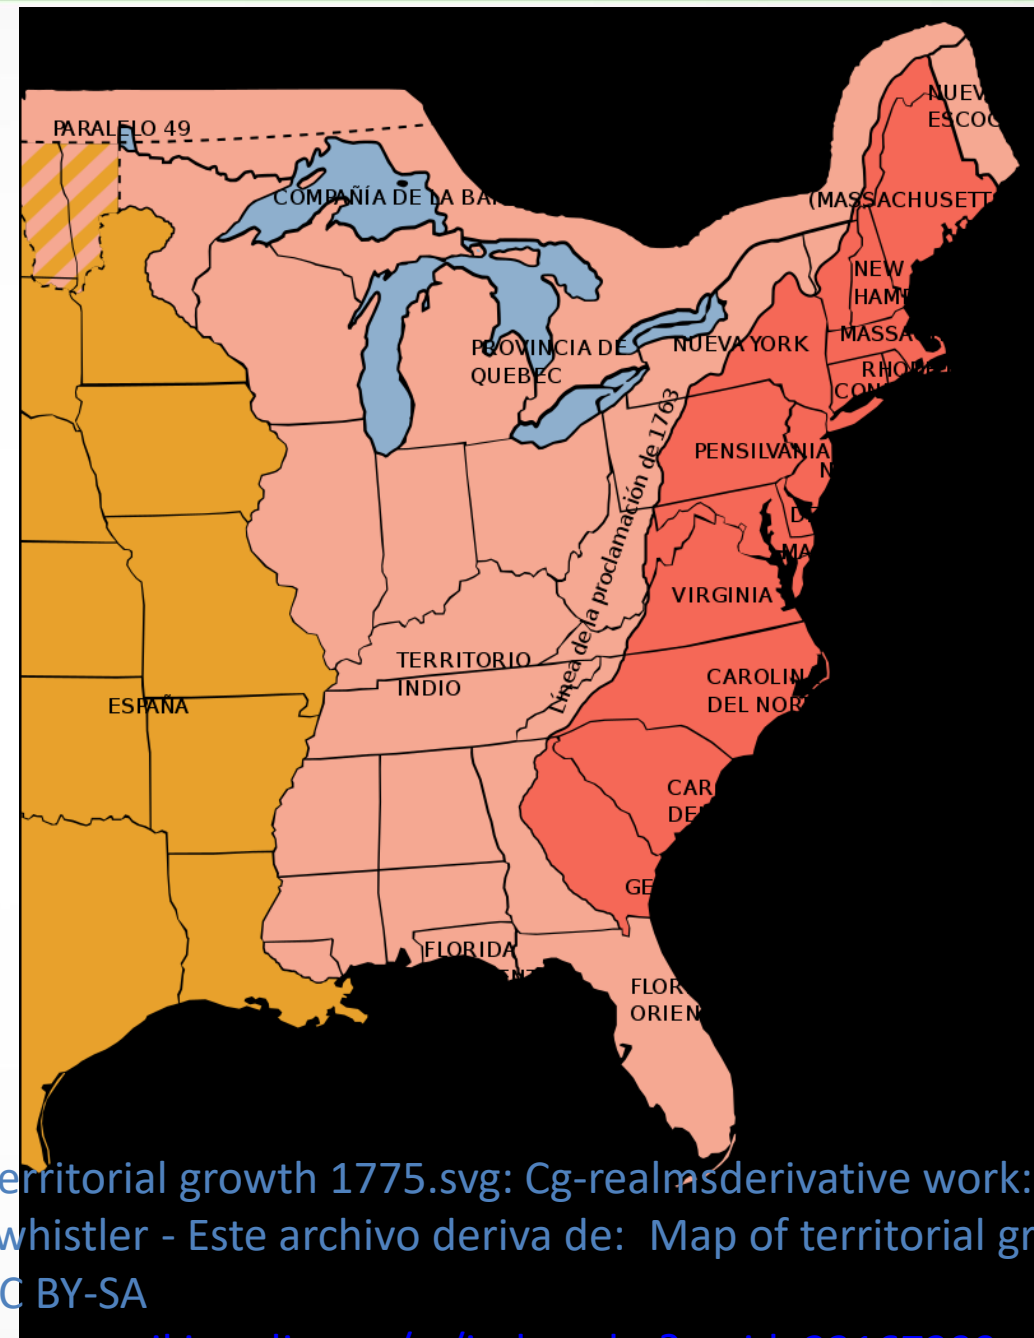 PARALELO 49
NUEV
ESCOC
COMPAÑÍA DE LA BA
(MASSACHUSETT
NEW
HAM
PROVINCIA DE
QUEBEC
NUEVA YORK
MASSA
RHO
CON
Línea de la proclamación de 1763
PENSILVANIA
N
D
MA
VIRGINIA
TERRITORIO
INDIO
CAROLIN
DEL NOR
ESPAÑA
CAR
DE
GE
FLORIDA
FLOR
ORIEN
erritorial growth 1775.svg: Cg-realmsderivative work:
whistler - Este archivo deriva de:  Map of territorial gr
C BY-SA